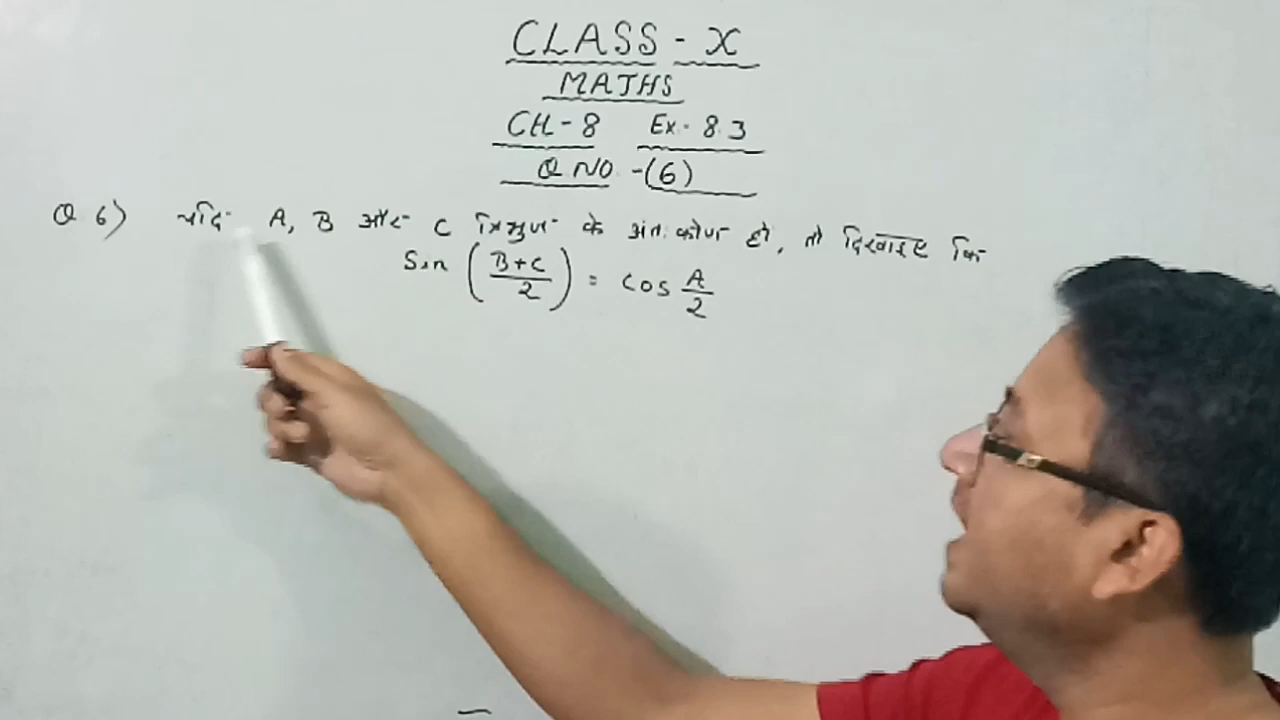 CLASS - X
MATHS
CH-8 Ex- 8.3
Q NO -(6)
Q 6) यदि A, B और C त्रिभुज के अंतः कोण हो, तो दिखाइए कि
Sin (B+C/2) = cos A/2